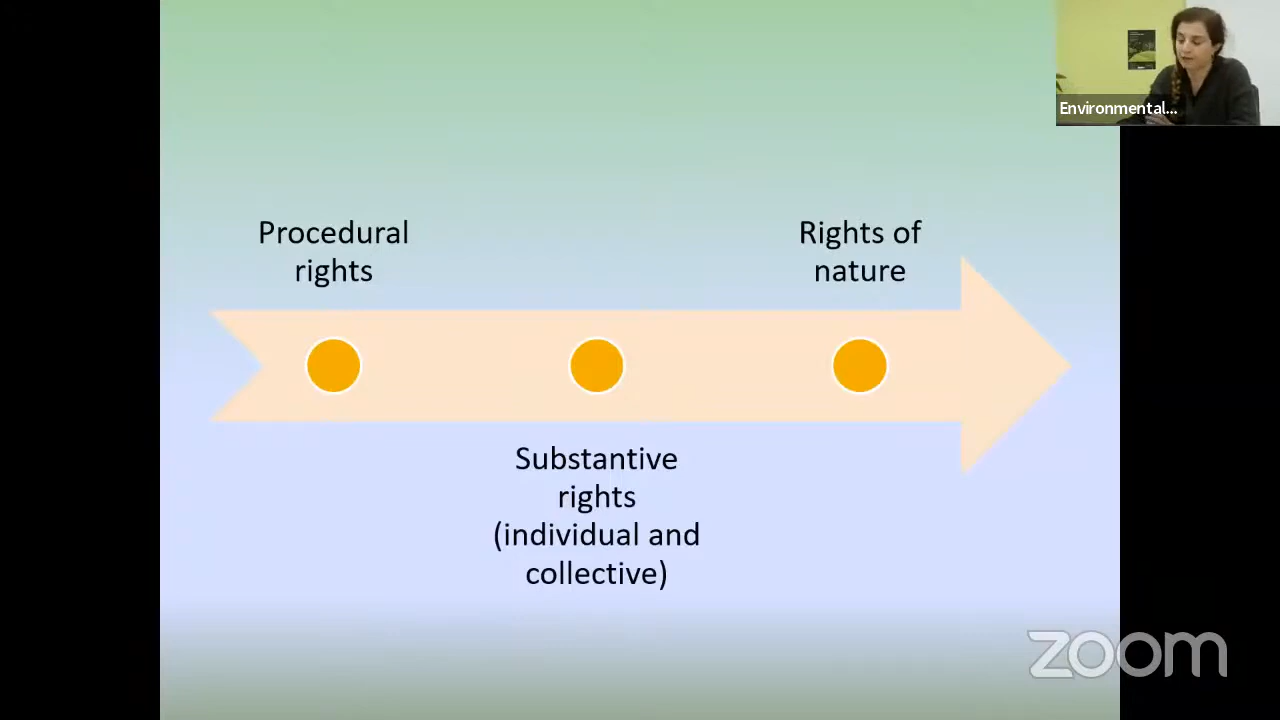 Environmental...
Procedural
rights
Rights of
nature
Substantive
rights
(individual and
collective)
zoom